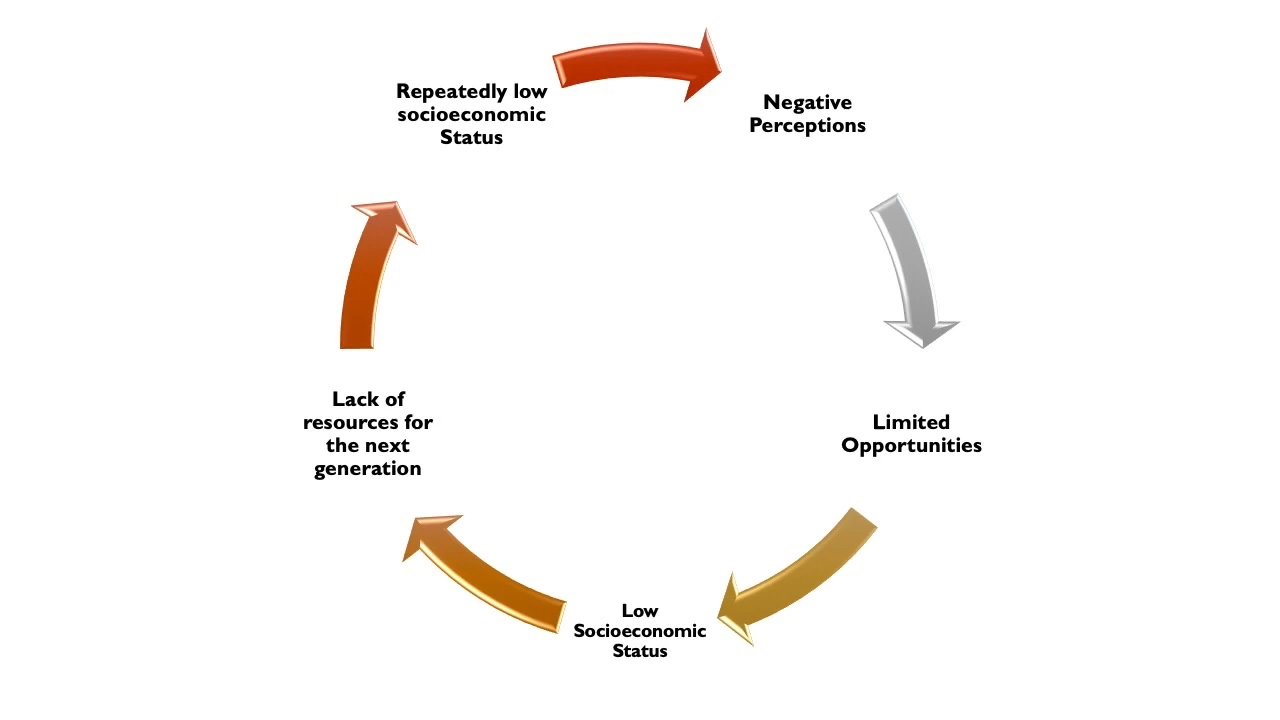 Repeatedly low
socioeconomic
Status
Negative
Perceptions
Limited
Opportunities
Low
Socioeconomic
Status
Lack of
resources for
the next
generation